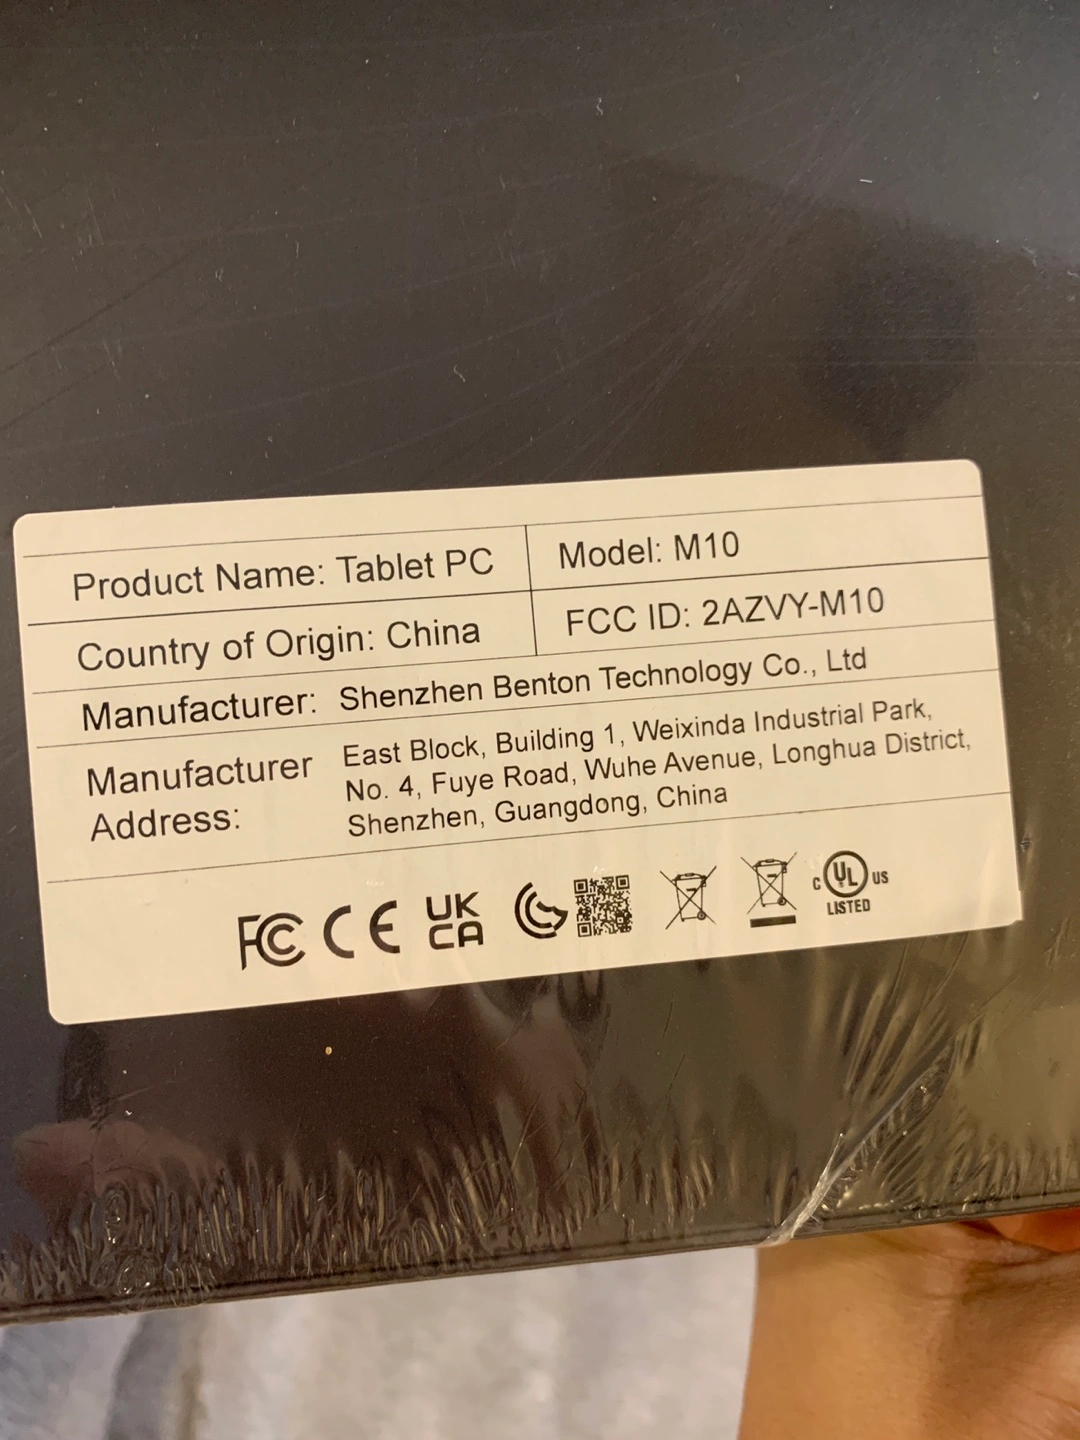 Product Name: Tablet PC
Model: M10
Country of Origin: China
FCC ID: 2AZVY-M10
Manufacturer: Shenzhen Benton Technology Co., Ltd
Manufacturer Address:
East Block, Building 1, Weixinda Industrial Park,
No. 4, Fuye Road, Wuhe Avenue, Longhua District,
Shenzhen, Guangdong, China
FC CE UK
CA
C UL US
LISTED